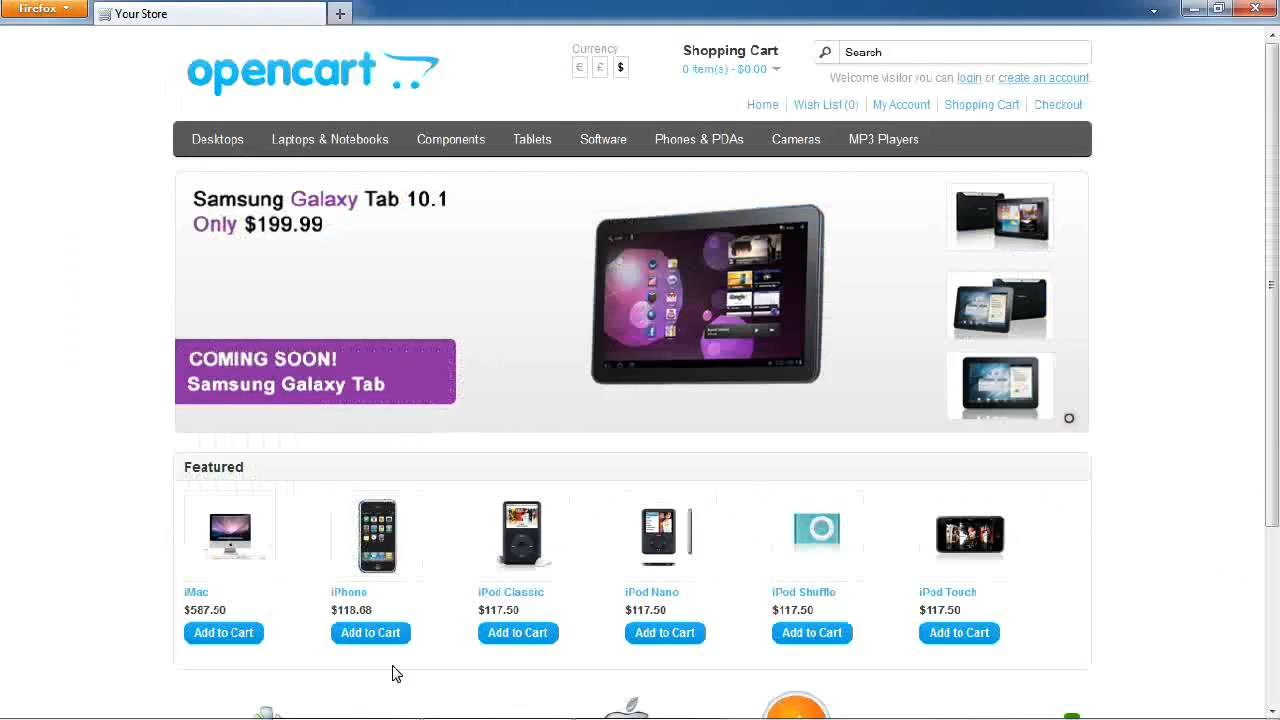 Firefox
Your Store
opencart
Currency
€ £ $
Shopping Cart
0 item(s) - $0.00
Search
Welcome visitor you can login or create an account.
Home
Wish List (0)
My Account
Shopping Cart
Checkout
Desktops
Laptops & Notebooks
Components
Tablets
Software
Phones & PDAs
Cameras
MP3 Players
Samsung Galaxy Tab 10.1
Only $199.99
COMING SOON!
Samsung Galaxy Tab
Featured
iMac
$587.50
Add to Cart
iPhone
$118.68
Add to Cart
iPod Classic
$117.50
Add to Cart
iPod Nano
$117.50
Add to Cart
iPod Shuffle
$117.50
Add to Cart
iPod Touch
$117.50
Add to Cart